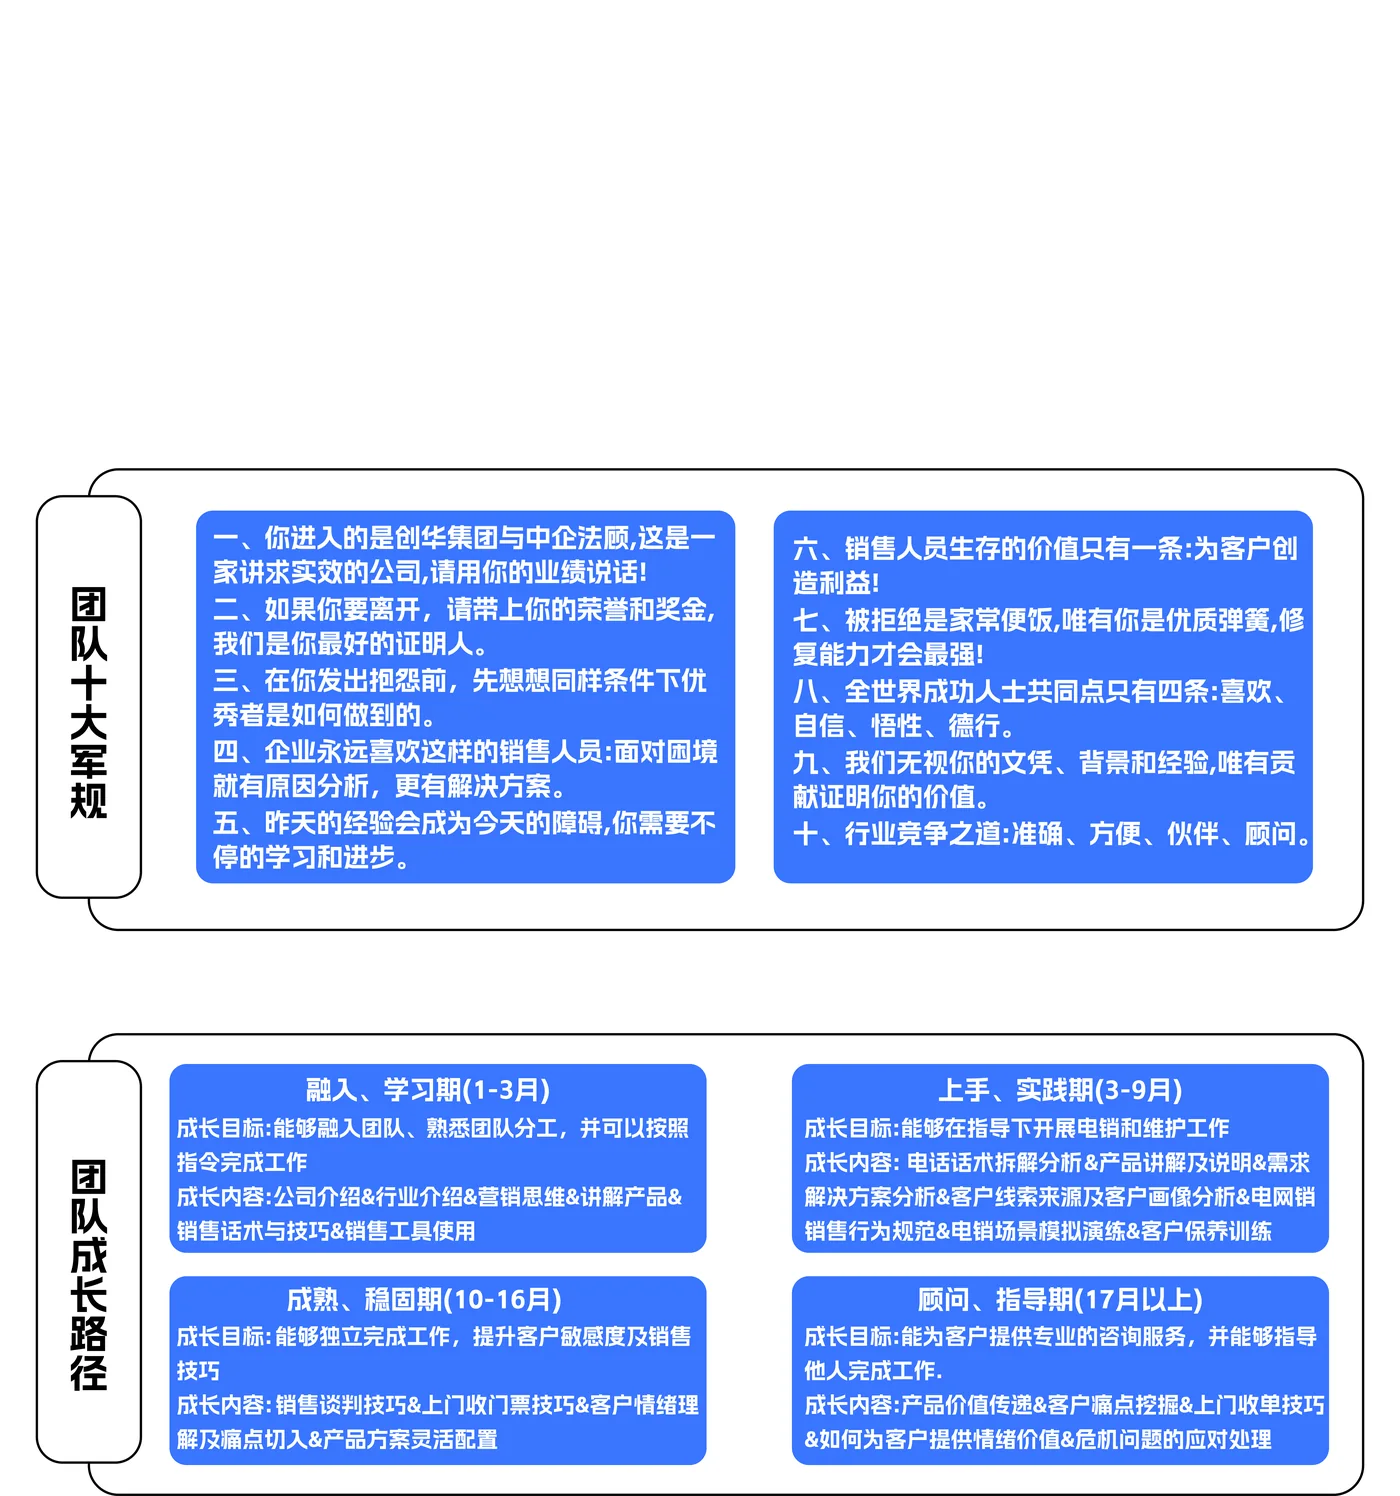 团队十大军规
一、你进入的是创华集团与中企法顾,这是一
家讲求实效的公司,请用你的业绩说话!
二、如果你要离开，请带上你的荣誉和奖金,
我们是你最好的证明人。
三、在你发出抱怨前，先想想同样条件下优
秀者是如何做到的。
四、企业永远喜欢这样的销售人员:面对困境
就有原因分析，更有解决方案。
五、昨天的经验会成为今天的障碍,你需要不
停的学习和进步。
六、销售人员生存的价值只有一条:为客户创
造利益!
七、被拒绝是家常便饭,唯有你是优质弹簧,修
复能力才会最强!
八、全世界成功人士共同点只有四条:喜欢、
自信、悟性、德行。
九、我们无视你的文凭、背景和经验,唯有贡
献证明你的价值。
十、行业竞争之道:准确、方便、伙伴、顾问。
团队成长路径
融入、学习期(1-3月)
成长目标:能够融入团队、熟悉团队分工，并可以按照
指令完成工作
成长内容:公司介绍&行业介绍&营销思维&讲解产品&
销售话术与技巧&销售工具使用
上手、实践期(3-9月)
成长目标:能够在指导下开展电销和维护工作
成长内容: 电话话术拆解分析&产品讲解及说明&需求
解决方案分析&客户线索来源及客户画像分析&电网销
销售行为规范&电销场景模拟演练&客户保养训练
成熟、稳固期(10-16月)
成长目标:能够独立完成工作，提升客户敏感度及销售
技巧
成长内容:销售谈判技巧&上门收门票技巧&客户情绪理
解及痛点切入&产品方案灵活配置
顾问、指导期(17月以上)
成长目标:能为客户提供专业的咨询服务，并能够指导
他人完成工作.
成长内容:产品价值传递&客户痛点挖掘&上门收单技巧
&如何为客户提供情绪价值&危机问题的应对处理